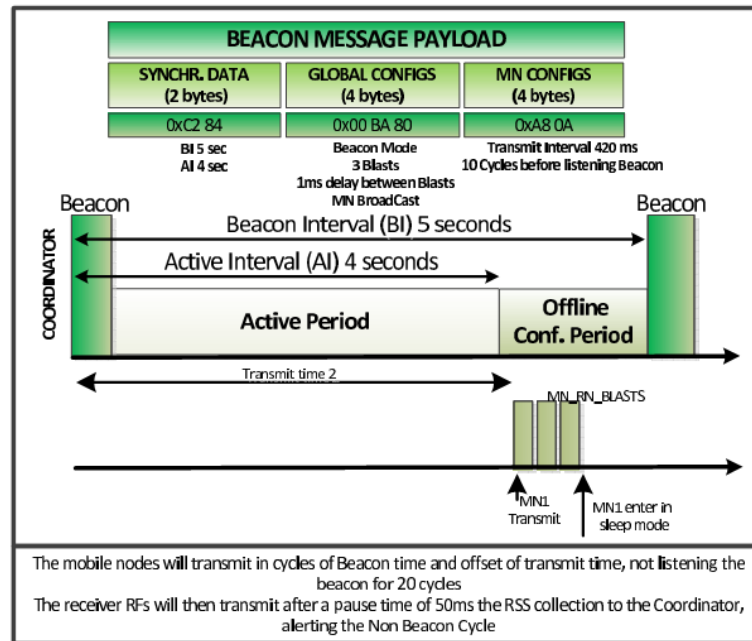 BEACON MESSAGE PAYLOAD
SYNCHR. DATA
(2 bytes)
GLOBAL CONFIGS
(4 bytes)
MN CONFIGS
(4 bytes)
0xC2 84
0x00 BA 80
0xA8 0A
BI 5 sec
AI 4 sec
Beacon Mode
3 Blasts
1ms delay between Blasts
MN BroadCast
Transmit Interval 420 ms
10 Cycles before listening Beacon
Beacon
Beacon
Beacon Interval (BI) 5 seconds
Active Interval (AI) 4 seconds
COORDINATOR
Active Period
Offline
Conf. Period
Transmit time 2
MN_RN_BLASTS
MN1
Transmit
MN1 enter in
sleep mode
The mobile nodes will transmit in cycles of Beacon time and offset of transmit time, not listening the
beacon for 20 cycles
The receiver RFs will then transmit after a pause time of 50ms the RSS collection to the Coordinator,
alerting the Non Beacon Cycle